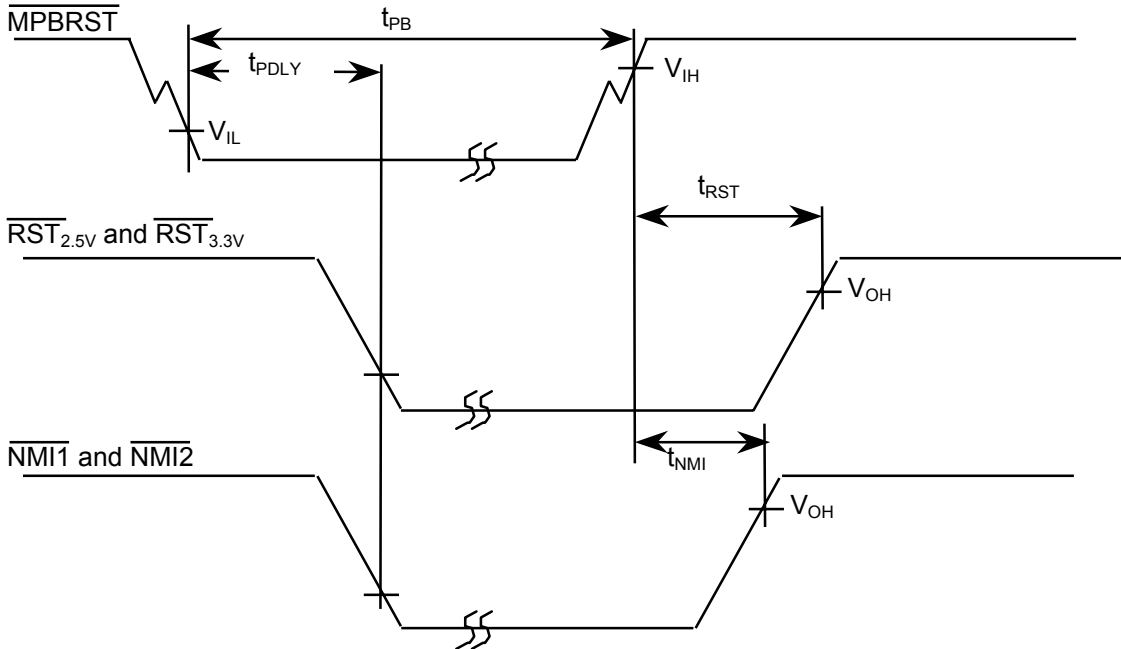 MPBRST
tPB
tPDLY
VIH
VIL
tRST
RST2.5V and RST3.3V
VOH
tNMI
NMI1 and NMI2
VOH